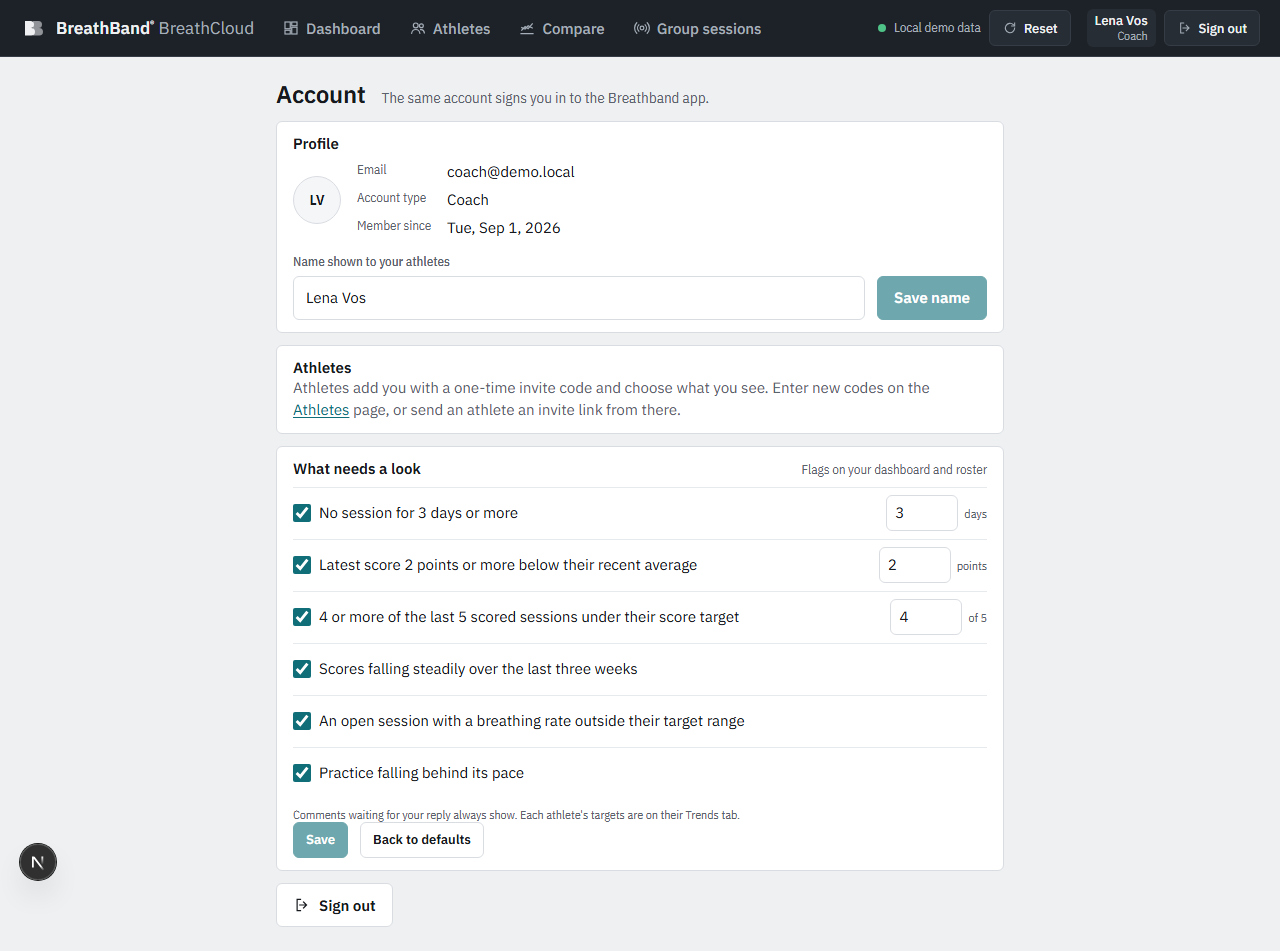 BreathBand® BreathCloud Dashboard Athletes Compare Group sessions Local demo data Reset Lena Vos Sign out
Coach
Account The same account signs you in to the Breathband app.
Profile
LV
Email coach@demo.local
Account type Coach
Member since Tue, Sep 1, 2026
Name shown to your athletes
Lena Vos Save name
Athletes
Athletes add you with a one-time invite code and choose what you see. Enter new codes on the
Athletes page, or send an athlete an invite link from there.
What needs a look Flags on your dashboard and roster
No session for 3 days or more 3 days
Latest score 2 points or more below their recent average 2 points
4 or more of the last 5 scored sessions under their score target 4 of 5
Scores falling steadily over the last three weeks
An open session with a breathing rate outside their target range
Practice falling behind its pace
Comments waiting for your reply always show. Each athlete's targets are on their Trends tab.
Save Back to defaults
N
Sign out